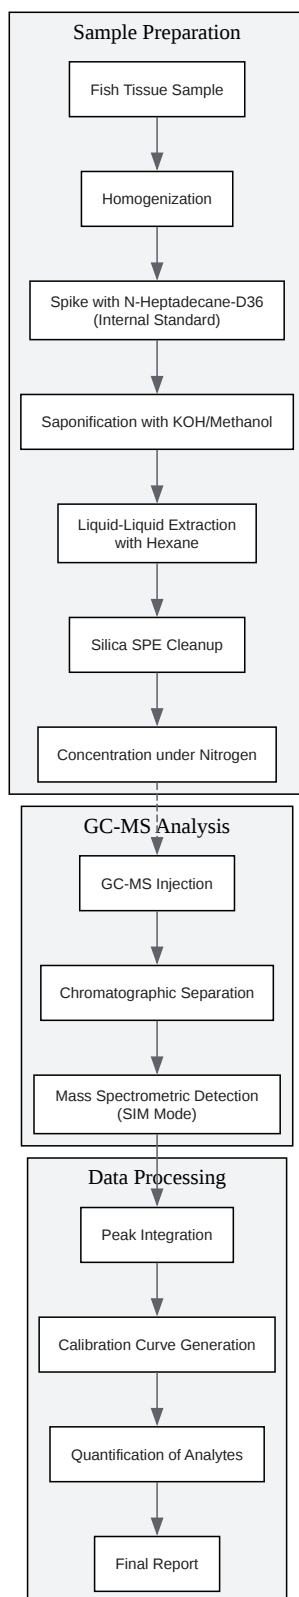 Sample Preparation
Fish Tissue Sample
Homogenization
Spike with N-Heptadecane-D36
(Internal Standard)
Saponification with KOH/Methanol
Liquid-Liquid Extraction
with Hexane
Silica SPE Cleanup
Concentration under Nitrogen
GC-MS Analysis
GC-MS Injection
Chromatographic Separation
Mass Spectrometric Detection
(SIM Mode)
Data Processing
Peak Integration
Calibration Curve Generation
Quantification of Analytes
Final Report